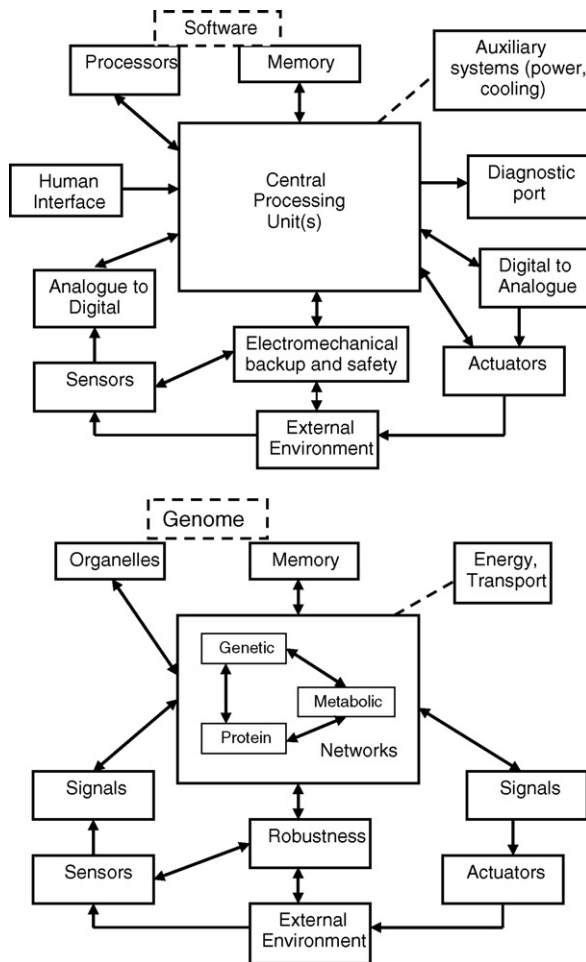 Software
Processors
Memory
Auxiliary
systems (power,
cooling)
Human
Interface
Central
Processing
Unit(s)
Diagnostic
port
Analogue to
Digital
Digital to
Analogue
Sensors
Electromechanical
backup and safety
Actuators
External
Environment
Genome
Organelles
Memory
Energy,
Transport
Genetic
Metabolic
Protein
Networks
Signals
Signals
Robustness
Sensors
Actuators
External
Environment